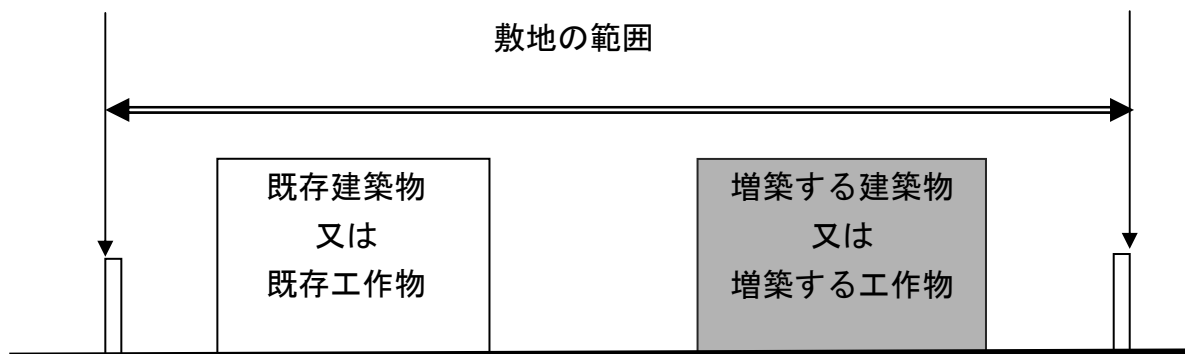 敷地の範囲
既存建築物
又は
既存工作物
増築する建築物
又は
増築する工作物